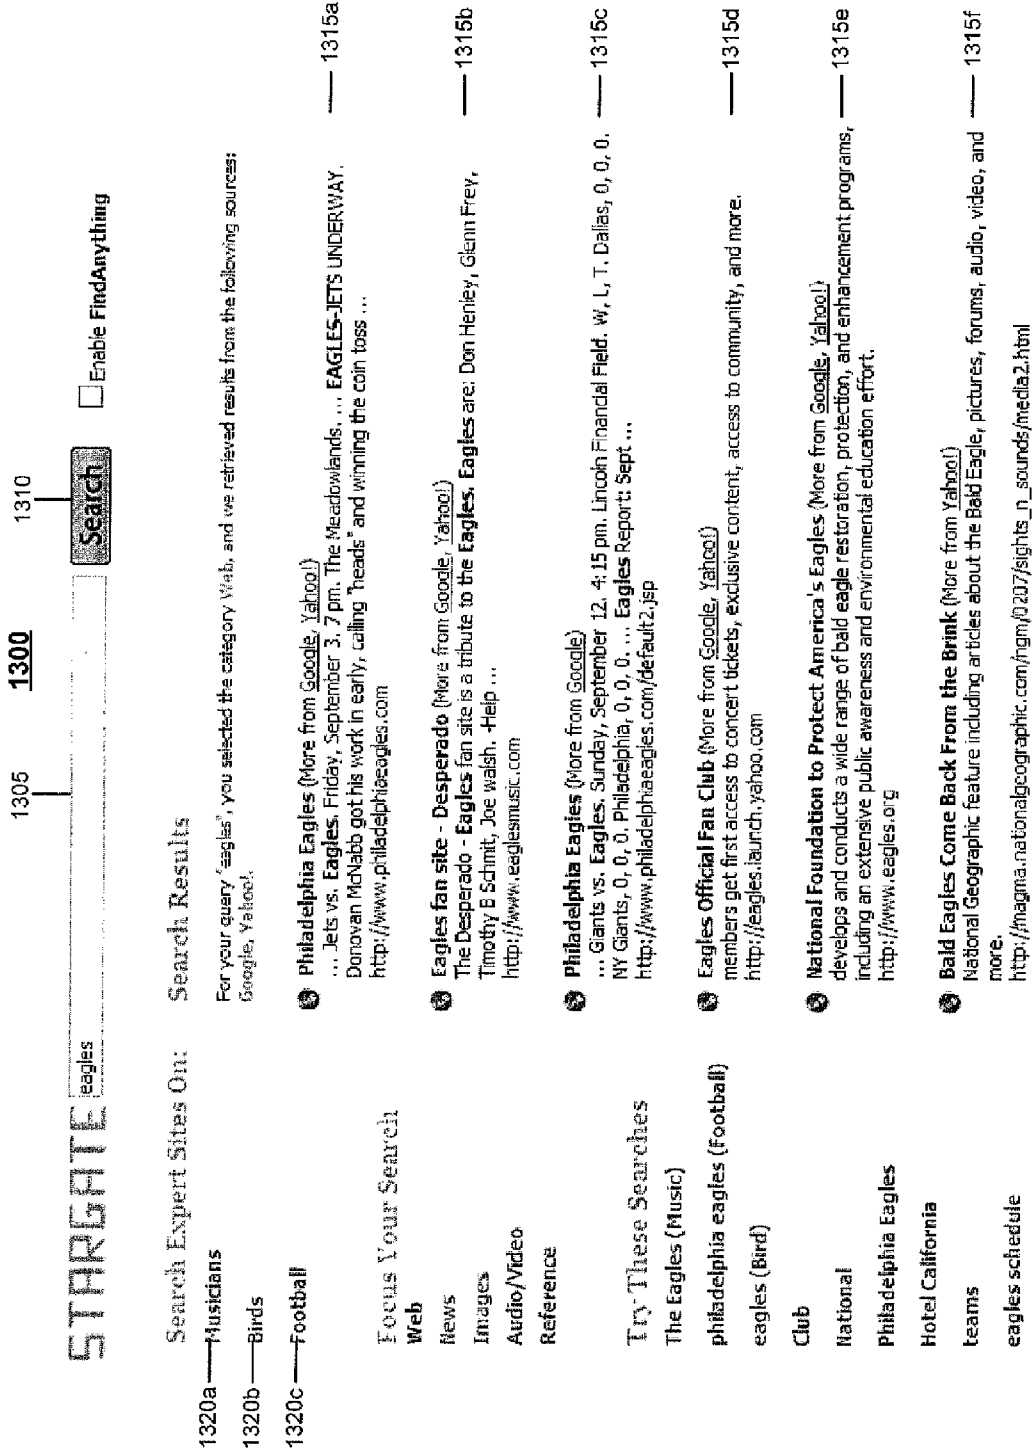 1300
1305
1310
STARGATE eagles Search Enable FindAnything
Search Expert Sites On:
1320a Musicians
1320b Birds
1320c Football
Focus Your Search
Web
News
Images
Audio/Video
Reference
Try These Searches
The Eagles (Music)
philadelphia eagles (Football)
eagles (Bird)
Club
National
Philadelphia Eagles
Hotel California
teams
eagles schedule
Search Results
For your query "eagles", you selected the category Web, and we retrieved results from the following sources:
Google, Yahoo!.
Philadelphia Eagles (More from Google, Yahoo!)
1315a
... Jets vs. Eagles. Friday, September 3, 7 pm. The Meadowlands. ... EAGLES-JETS UNDERWAY.
Donovan McNabb got his work in early, calling "heads" and winning the coin toss ...
http://www.philadelphiaeagles.com
Eagles fan site - Desperado (More from Google, Yahoo!)
1315b
The Desperado - Eagles fan site is a tribute to the Eagles. Eagles are: Don Henley, Glenn Frey,
Timothy B Schmit, Joe walsh. -Help ...
http://www.eaglesmusic.com
Philadelphia Eagles (More from Google)
1315c
... Giants vs. Eagles. Sunday, September 12, 4:15 pm. Lincoln Financial Field. W, L, T. Dallas, 0, 0, 0.
NY Giants, 0, 0, 0. Philadelphia, 0, 0, 0. ... Eagles Report: Sept ...
http://www.philadelphiaeagles.com/default2.jsp
Eagles Official Fan Club (More from Google, Yahoo!)
1315d
members get first access to concert tickets, exclusive content, access to community, and more.
http://eagles.launch.yahoo.com
National Foundation to Protect America's Eagles (More from Google, Yahoo!)
1315e
develops and conducts a wide range of bald eagle restoration, protection, and enhancement programs,
including an extensive public awareness and environmental education effort.
http://www.eagles.org
Bald Eagles Come Back From the Brink (More from Yahoo!)
1315f
National Geographic feature including articles about the Bald Eagle, pictures, forums, audio, video, and
more.
http://magma.nationalgeographic.com/ngm/0207/sights_n_sounds/media2.html